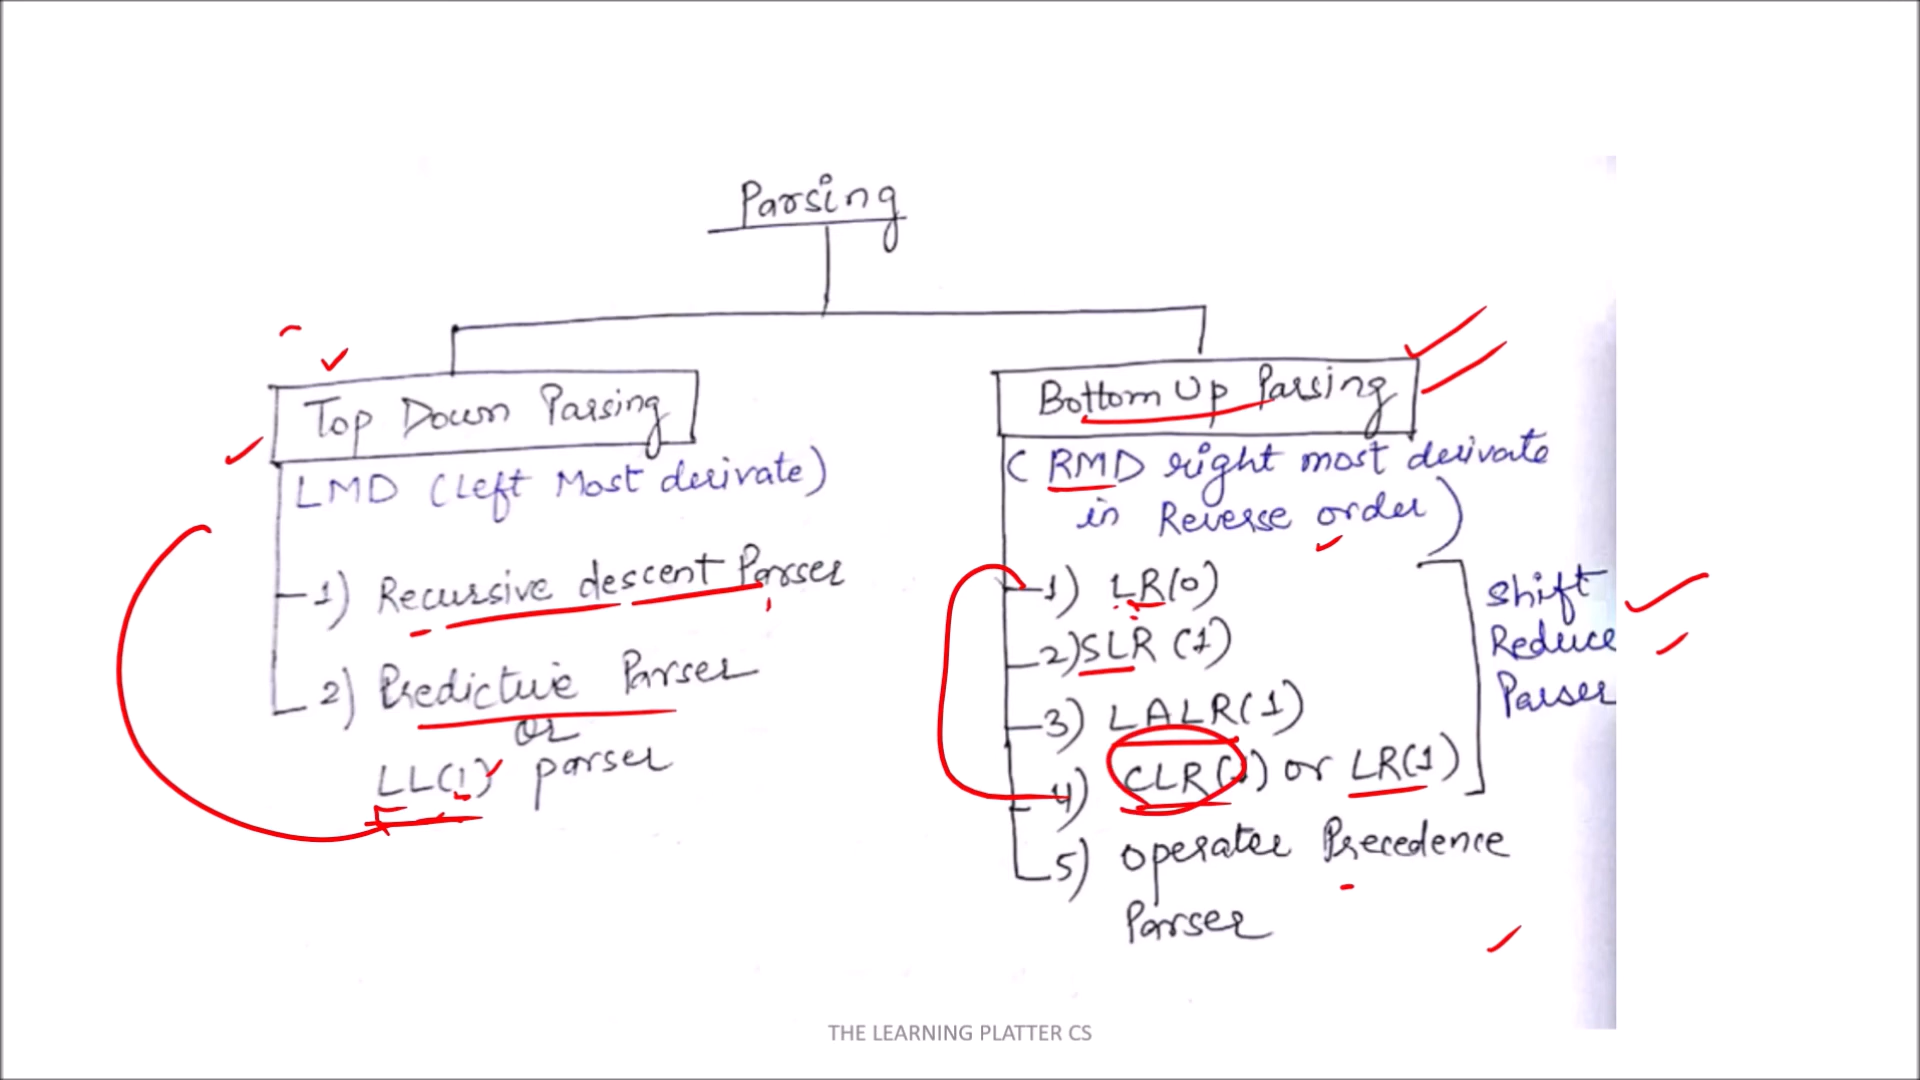 Parsing
Top Down Parsing
LMD (Left Most derivate)
1) Recursive descent Parser
2) Predictive Parser
or
LL(1) parser
Bottom Up Parsing
( RMD right most derivate
in Reverse order )
1) LR(0)
2) SLR (1)
3) LALR(1)
4) CLR(1) or LR(1)
5) operater Precedence
Parser
Shift
Reduce
Parser
THE LEARNING PLATTER CS